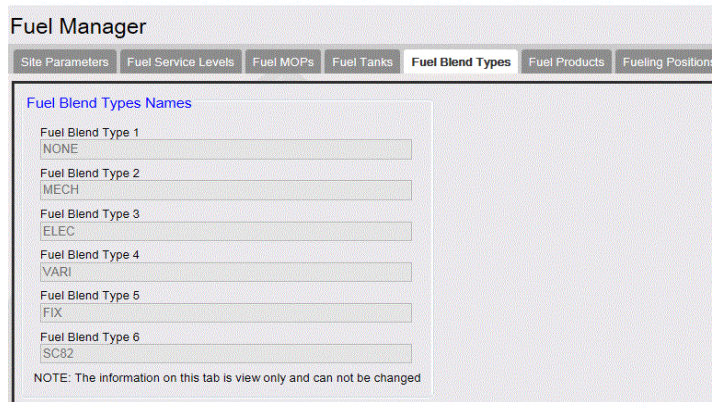 Fuel Manager
Site Parameters Fuel Service Levels Fuel MOPs Fuel Tanks Fuel Blend Types Fuel Products Fueling Positions
Fuel Blend Types Names
Fuel Blend Type 1
NONE
Fuel Blend Type 2
MECH
Fuel Blend Type 3
ELEC
Fuel Blend Type 4
VARI
Fuel Blend Type 5
FIX
Fuel Blend Type 6
SC82
NOTE: The information on this tab is view only and can not be changed